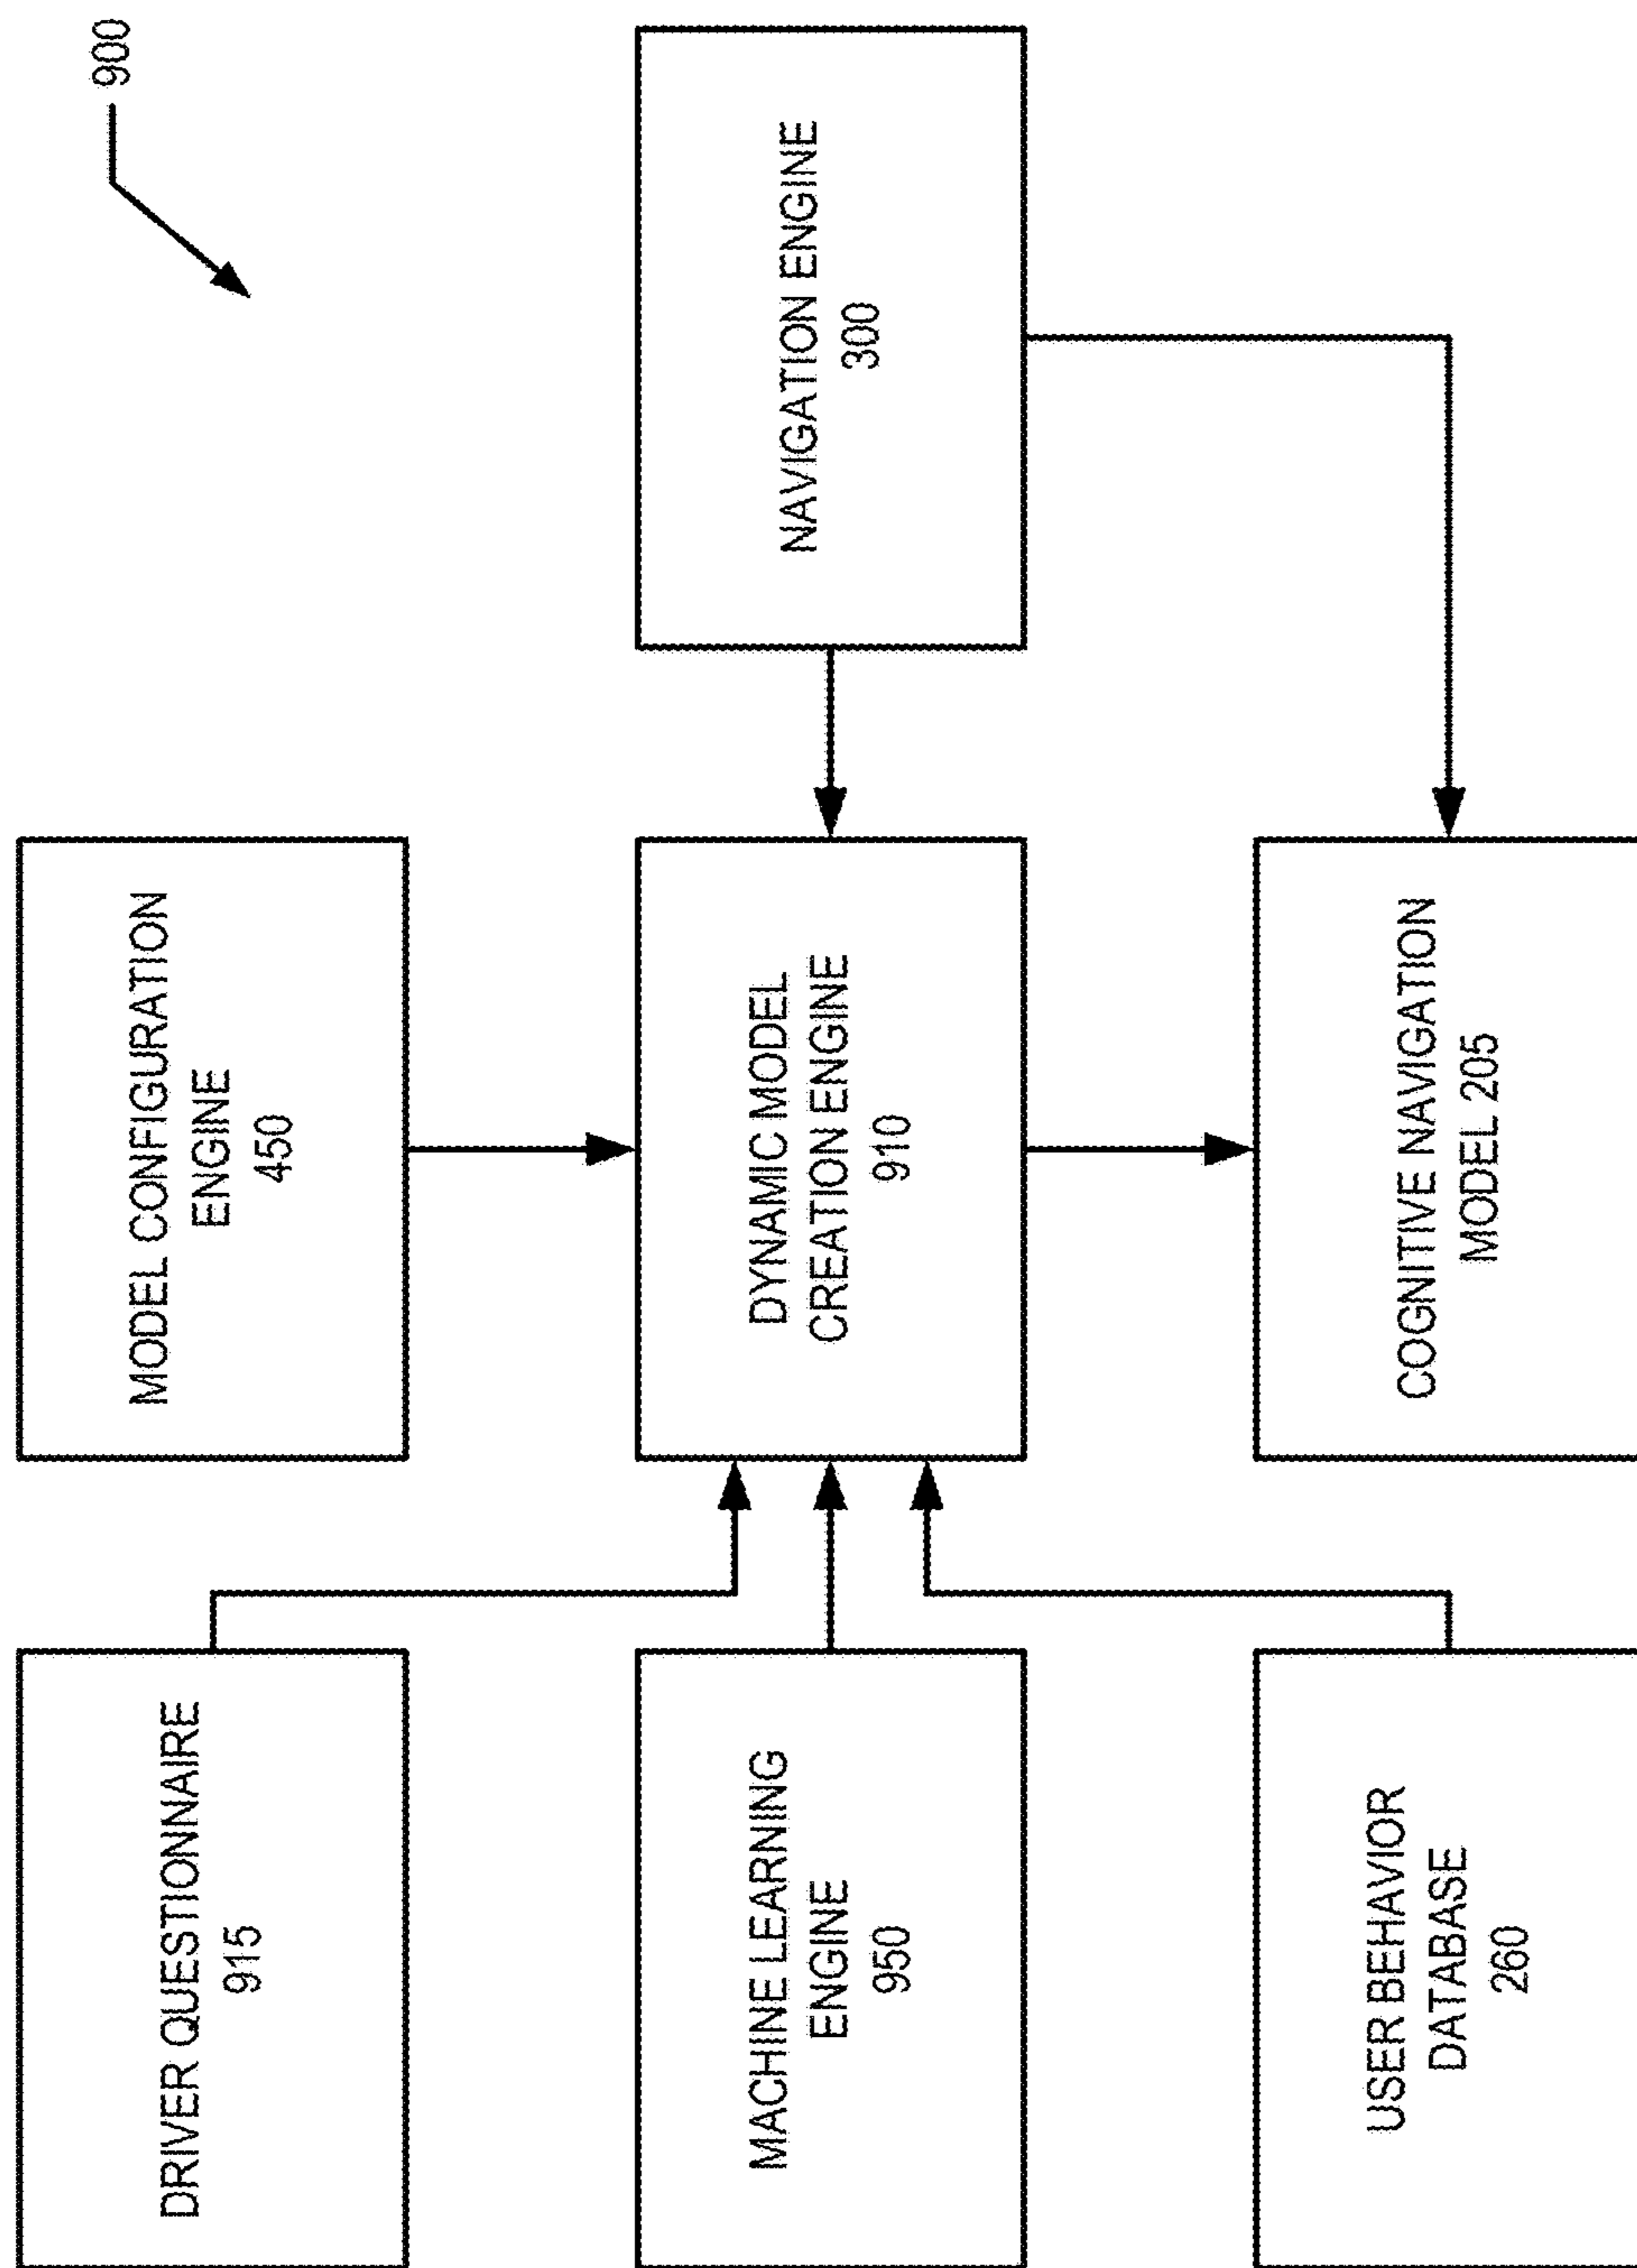 900
DRIVER QUESTIONNAIRE
915
MODEL CONFIGURATION
ENGINE
450
MACHINE LEARNING
ENGINE
950
DYNAMIC MODEL
CREATION ENGINE
910
NAVIGATION ENGINE
300
USER BEHAVIOR
DATABASE
260
COGNITIVE NAVIGATION
MODEL 205